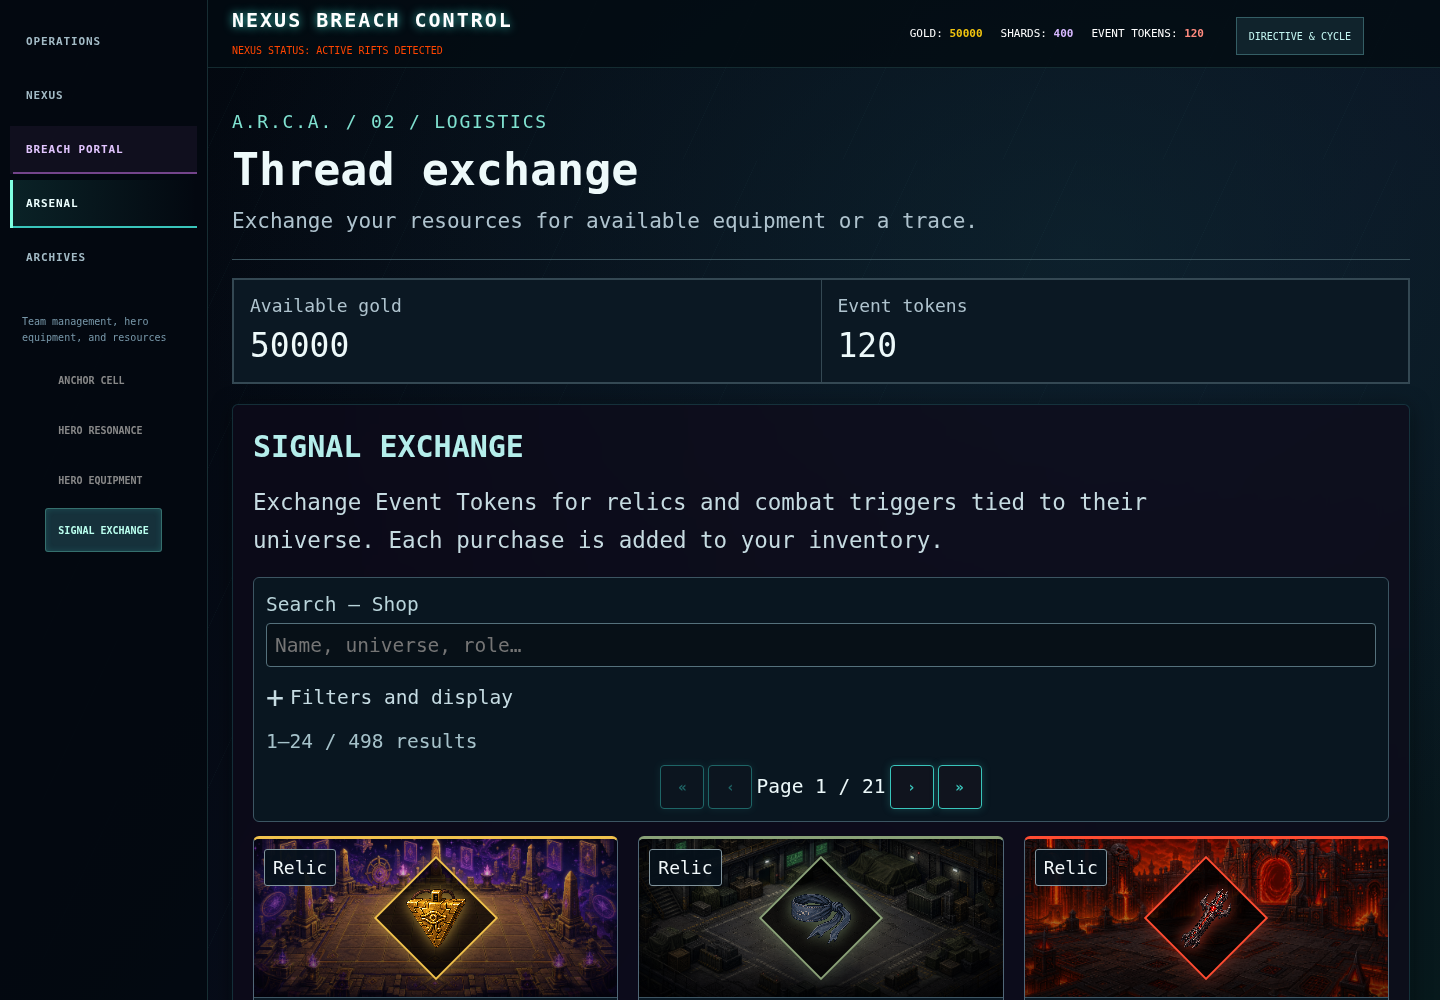 OPERATIONS
NEXUS
BREACH PORTAL
ARSENAL
ARCHIVES
Team management, hero
equipment, and resources
ANCHOR CELL
HERO RESONANCE
HERO EQUIPMENT
SIGNAL EXCHANGE
NEXUS BREACH CONTROL
NEXUS STATUS: ACTIVE RIFTS DETECTED
GOLD: 50000 SHARDS: 400 EVENT TOKENS: 120
DIRECTIVE & CYCLE
A.R.C.A. / 02 / LOGISTICS
Thread exchange
Exchange your resources for available equipment or a trace.
Available gold
50000
Event tokens
120
SIGNAL EXCHANGE
Exchange Event Tokens for relics and combat triggers tied to their
universe. Each purchase is added to your inventory.
Search — Shop
Name, universe, role…
+ Filters and display
1–24 / 498 results
« ‹ Page 1 / 21 › »
Relic
Relic
Relic